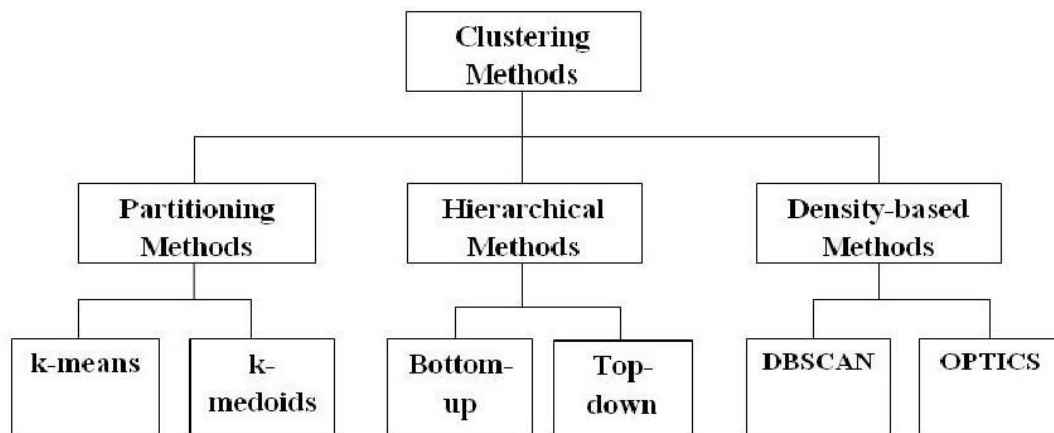 Clustering
Methods
Partitioning
Methods
Hierarchical
Methods
Density-based
Methods
k-means
k-
medoids
Bottom-
up
Top-
down
DBSCAN
OPTICS